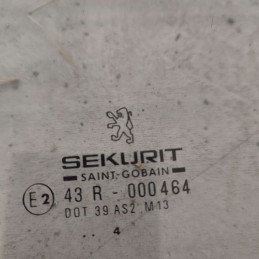 SEKURIT
SAINT-GOBAIN
E2 43 R - 000464
DOT 39 AS2 M13
4